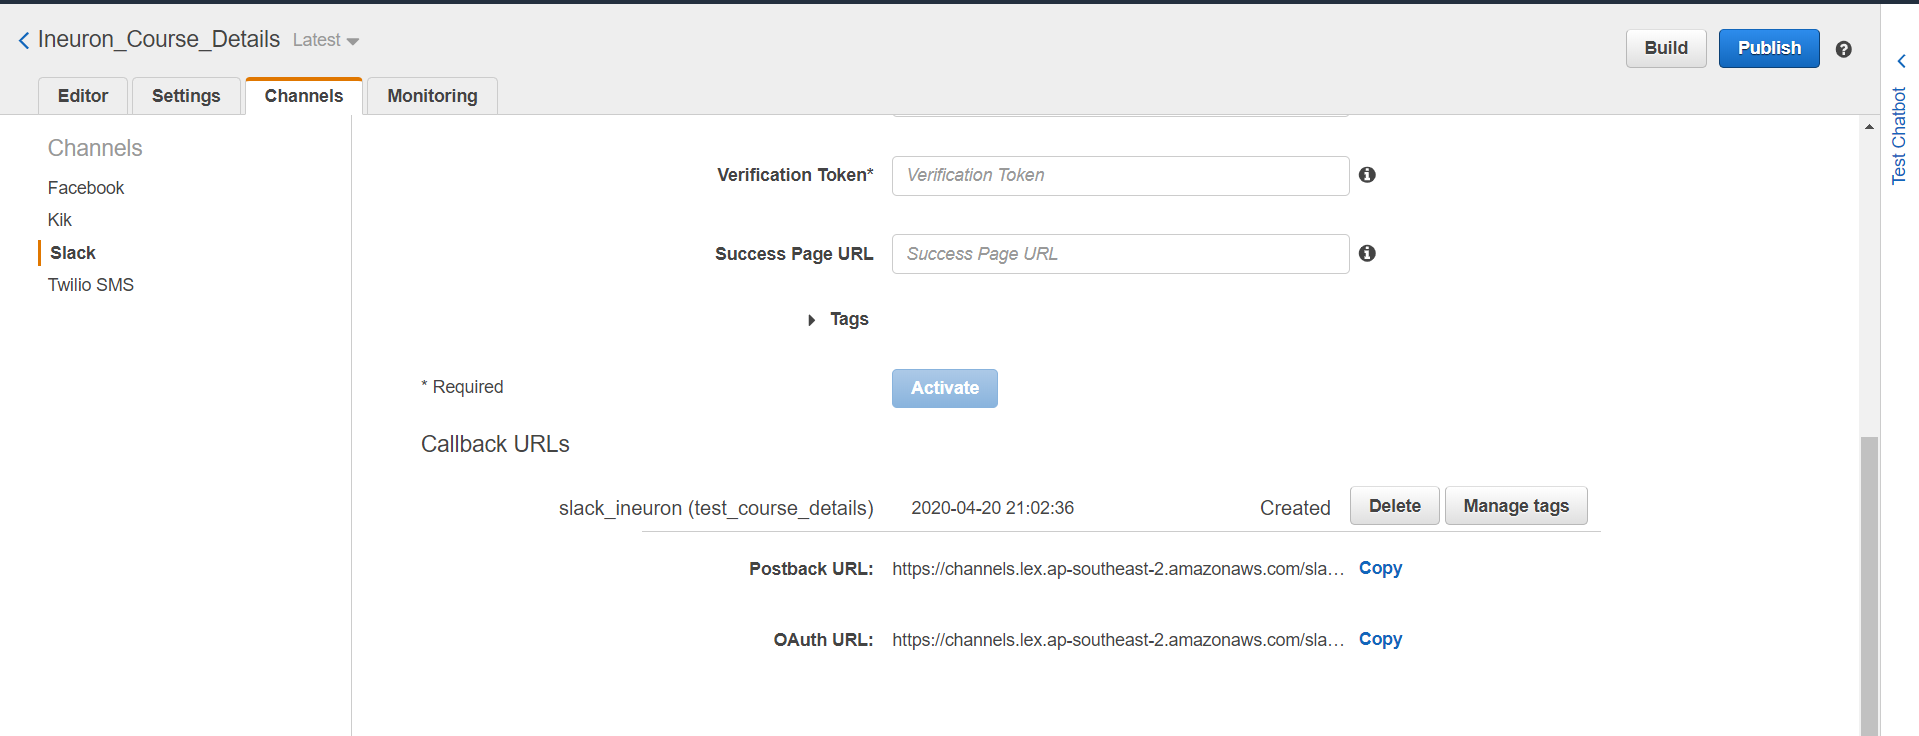 Ineuron_Course_Details Latest
Build Publish
Editor Settings Channels Monitoring
Test Chatbot
Channels
Facebook
Kik
Slack
Twilio SMS
Verification Token* Verification Token
Success Page URL Success Page URL
Tags
* Required Activate
Callback URLs
slack_ineuron (test_course_details) 2020-04-20 21:02:36 Created Delete Manage tags
Postback URL: https://channels.lex.ap-southeast-2.amazonaws.com/sla... Copy
OAuth URL: https://channels.lex.ap-southeast-2.amazonaws.com/sla... Copy